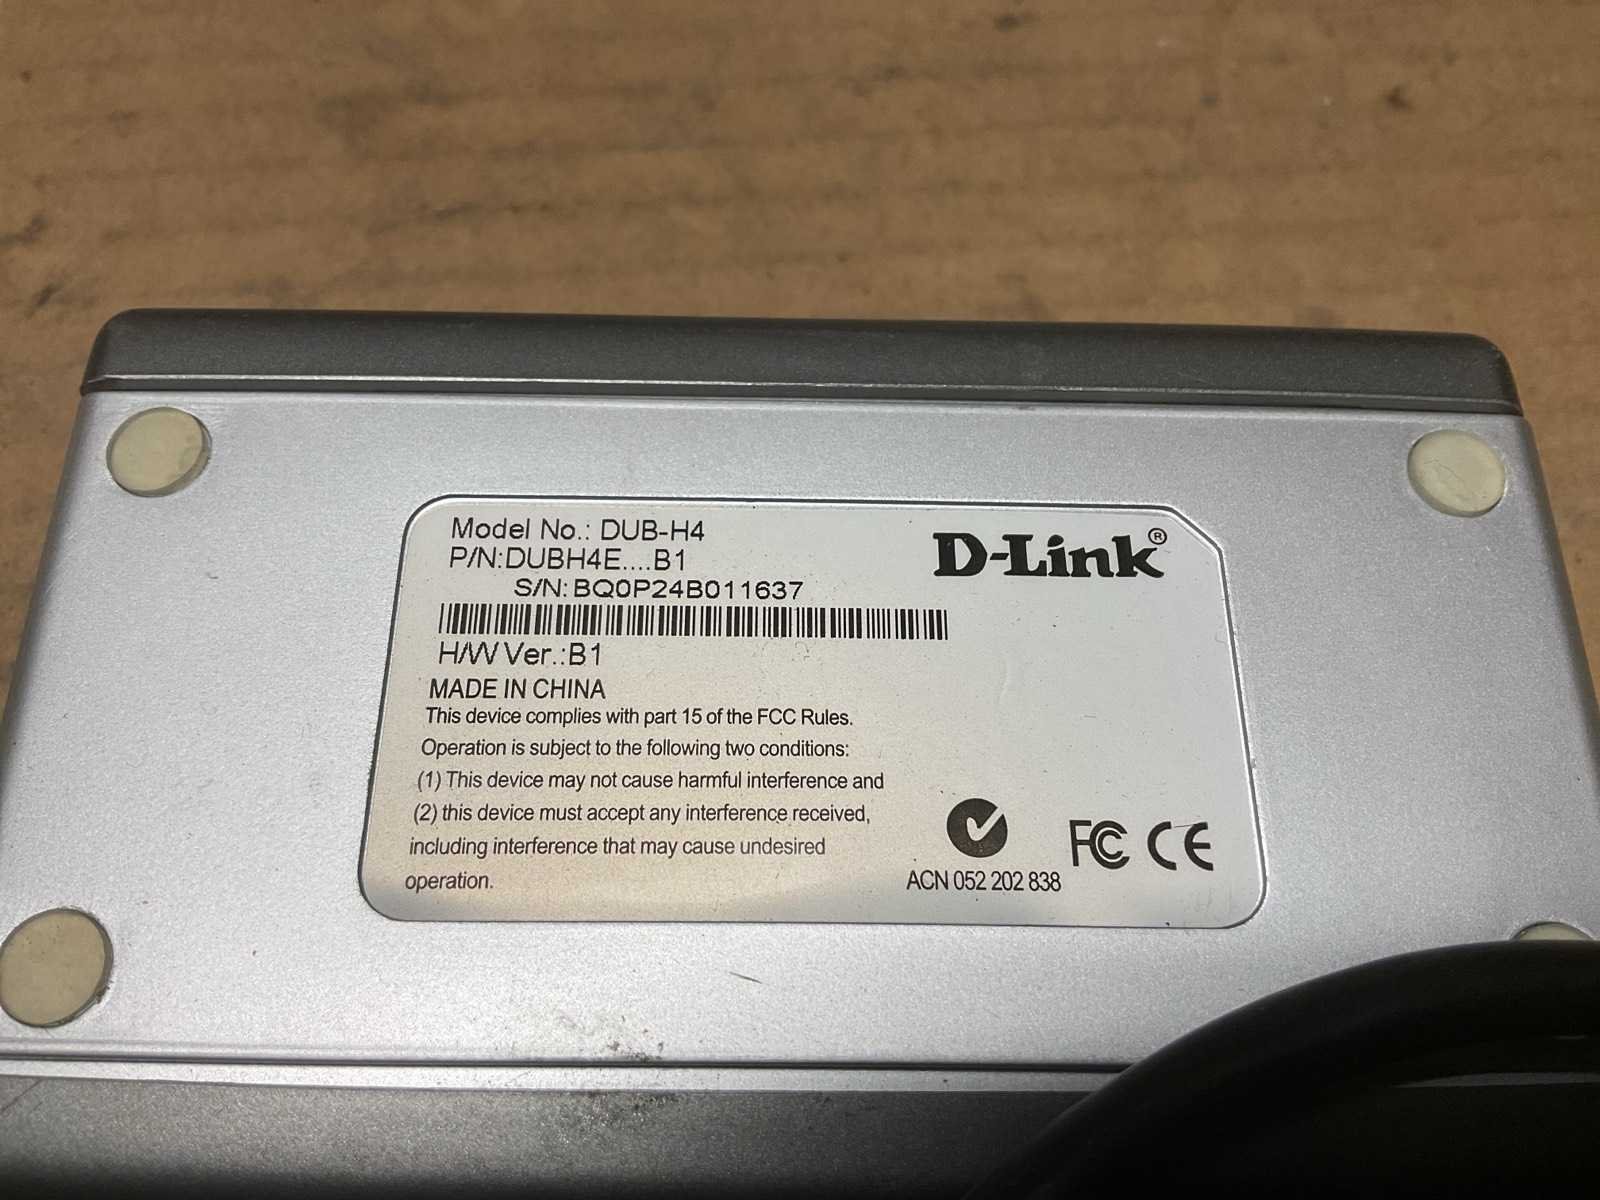 Model No.: DUB-H4
D-Link®
P/N:DUBH4E....B1
S/N: BQ0P24B011637
H/W Ver.:B1
MADE IN CHINA
This device complies with part 15 of the FCC Rules.
Operation is subject to the following two conditions:
(1) This device may not cause harmful interference and
(2) this device must accept any interference received,
including interference that may cause undesired
operation.
FC CE
ACN 052 202 838